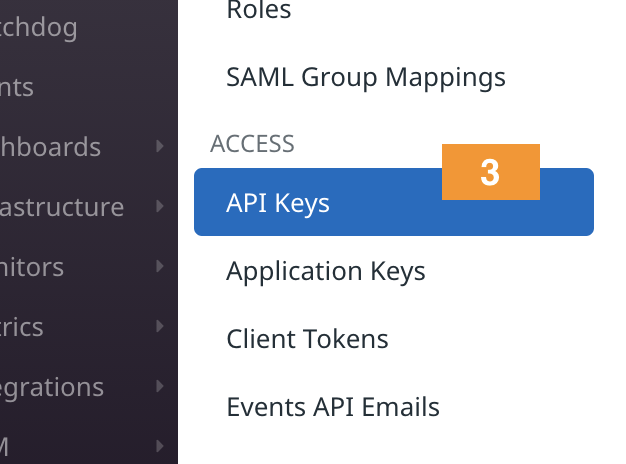 tchdog
nts
hboards
astructure
nitors
trics
egrations
M
Roles
SAML Group Mappings
ACCESS
3
API Keys
Application Keys
Client Tokens
Events API Emails